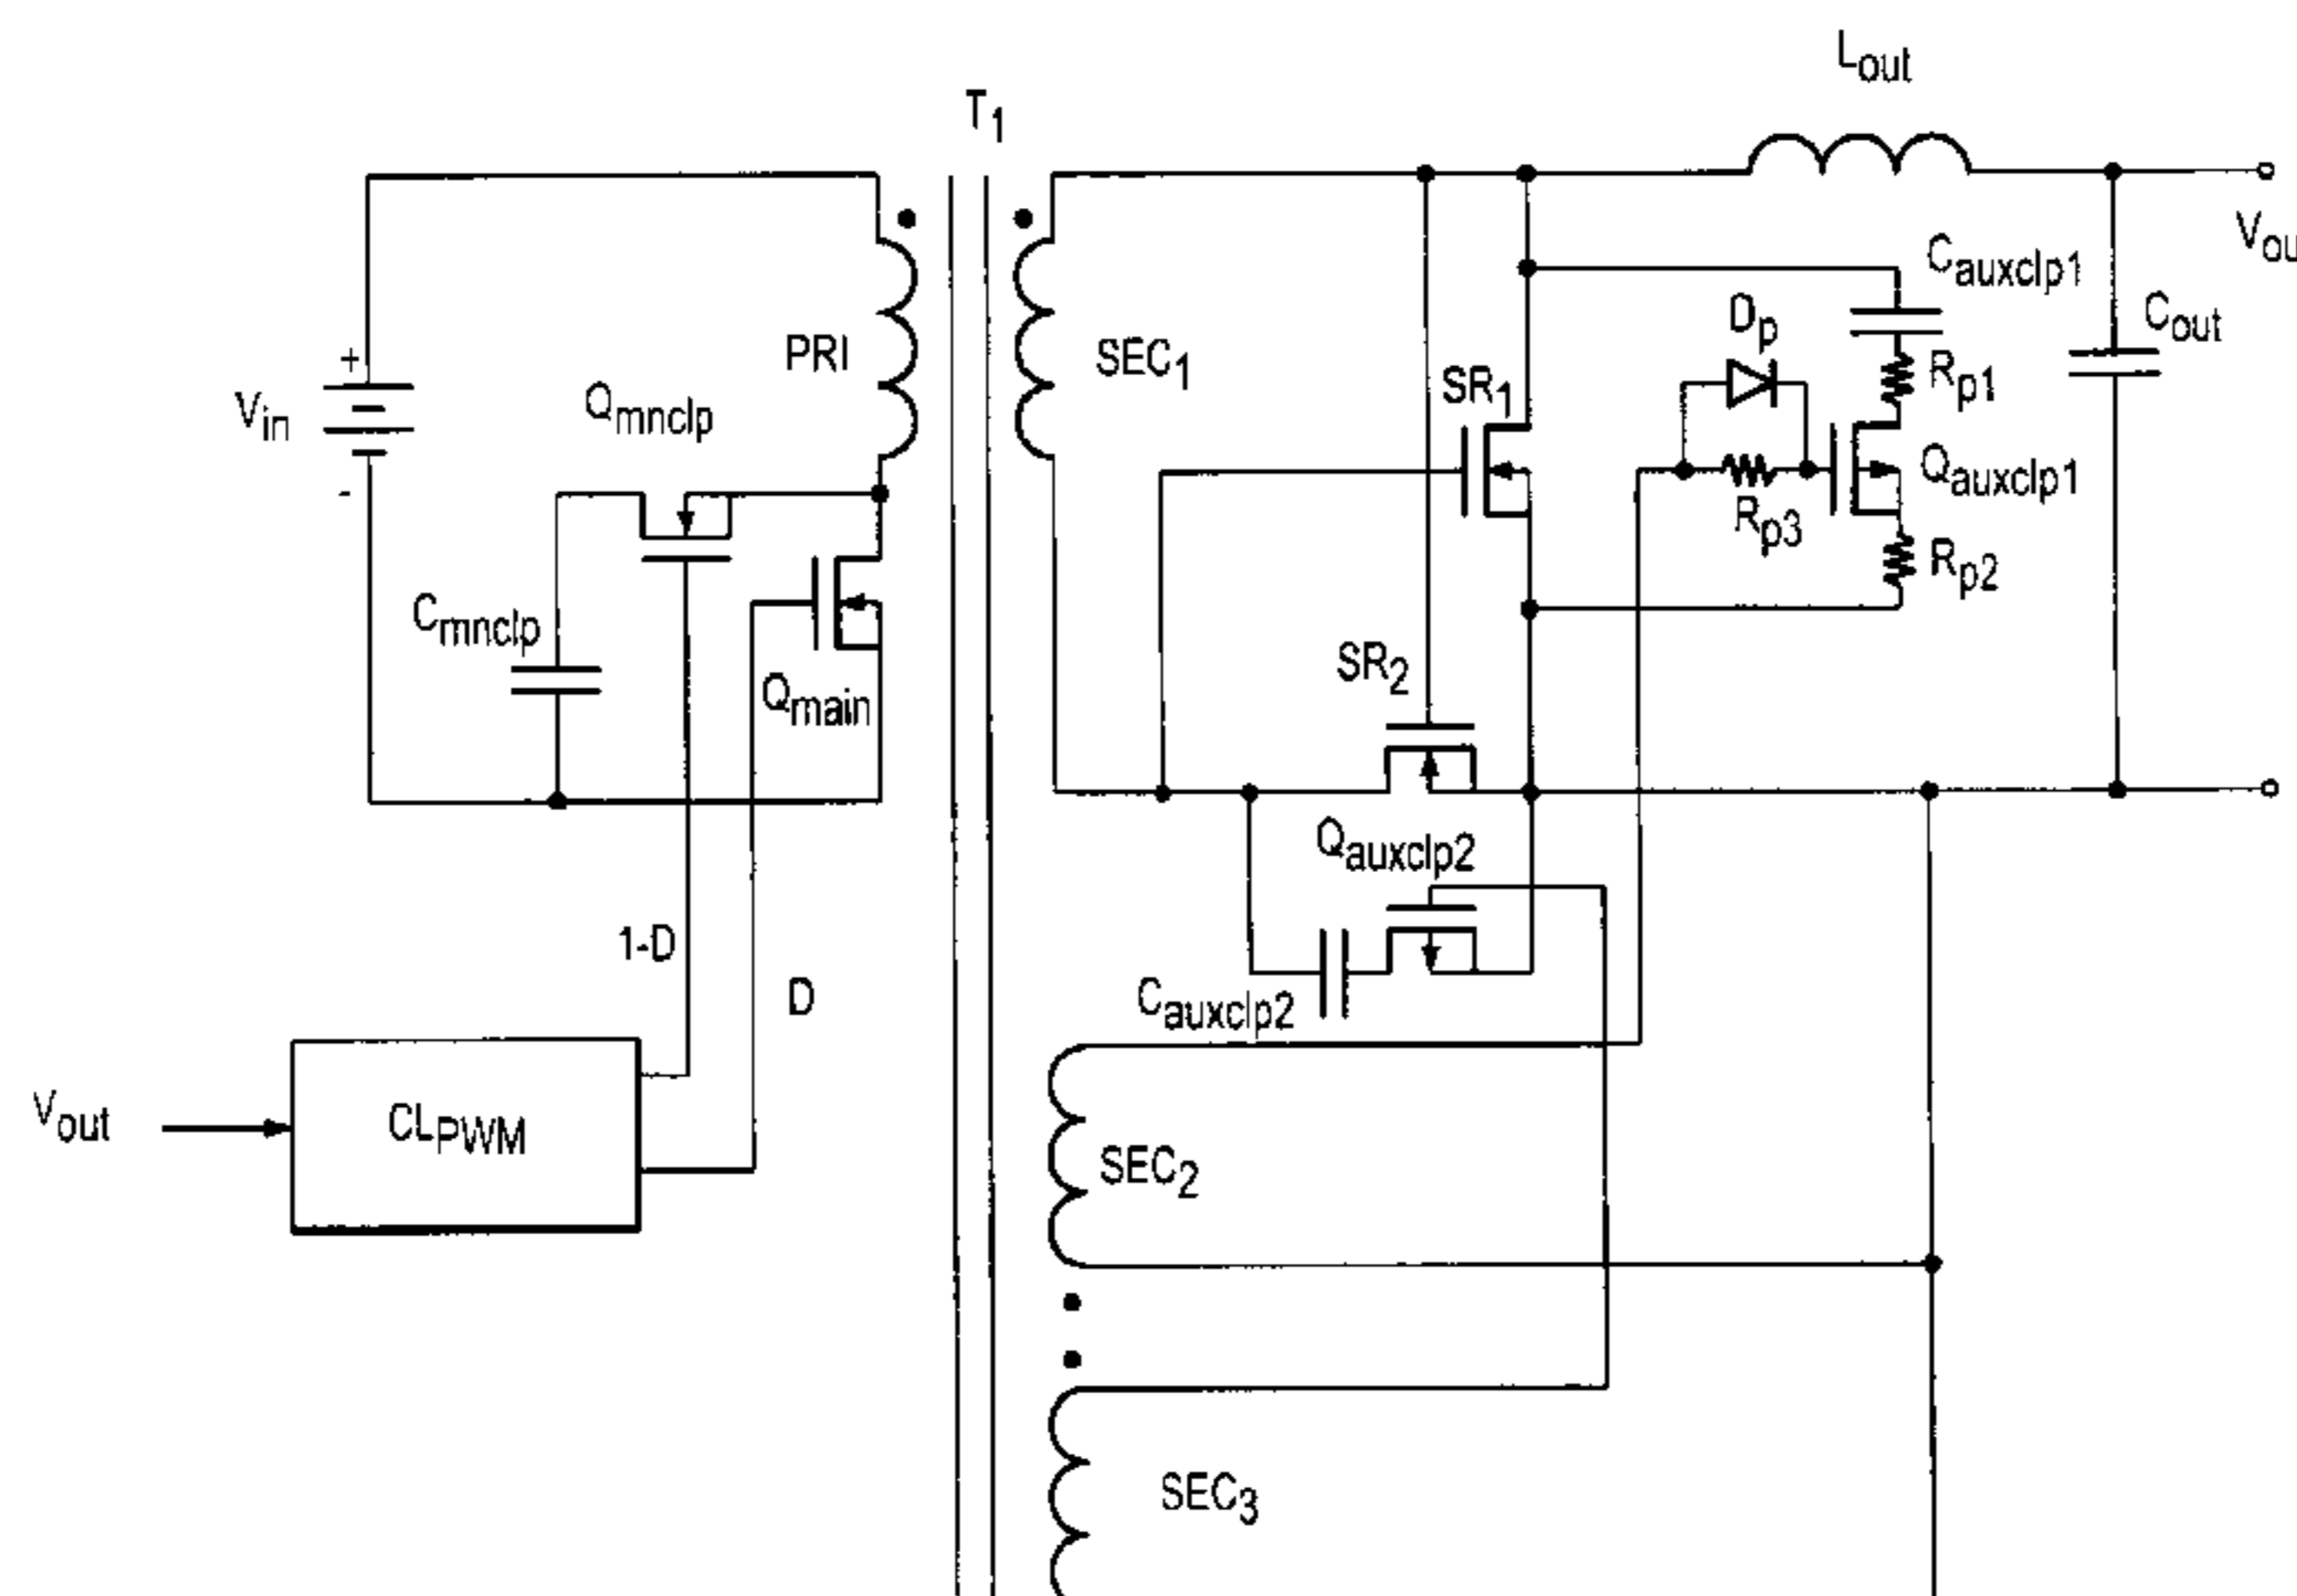 Lout
T1
Vou
Cauxclp1
Dp
Cout
PRI
SEC1
Rp1
SR1
+
Vin
-
Qmnclp
Qauxclp1
Rp3
Rp2
Cmnclp
SR2
Qmain
Qauxclp2
1-D
D
Cauxclp2
Vout
CLPWM
SEC2
SEC3